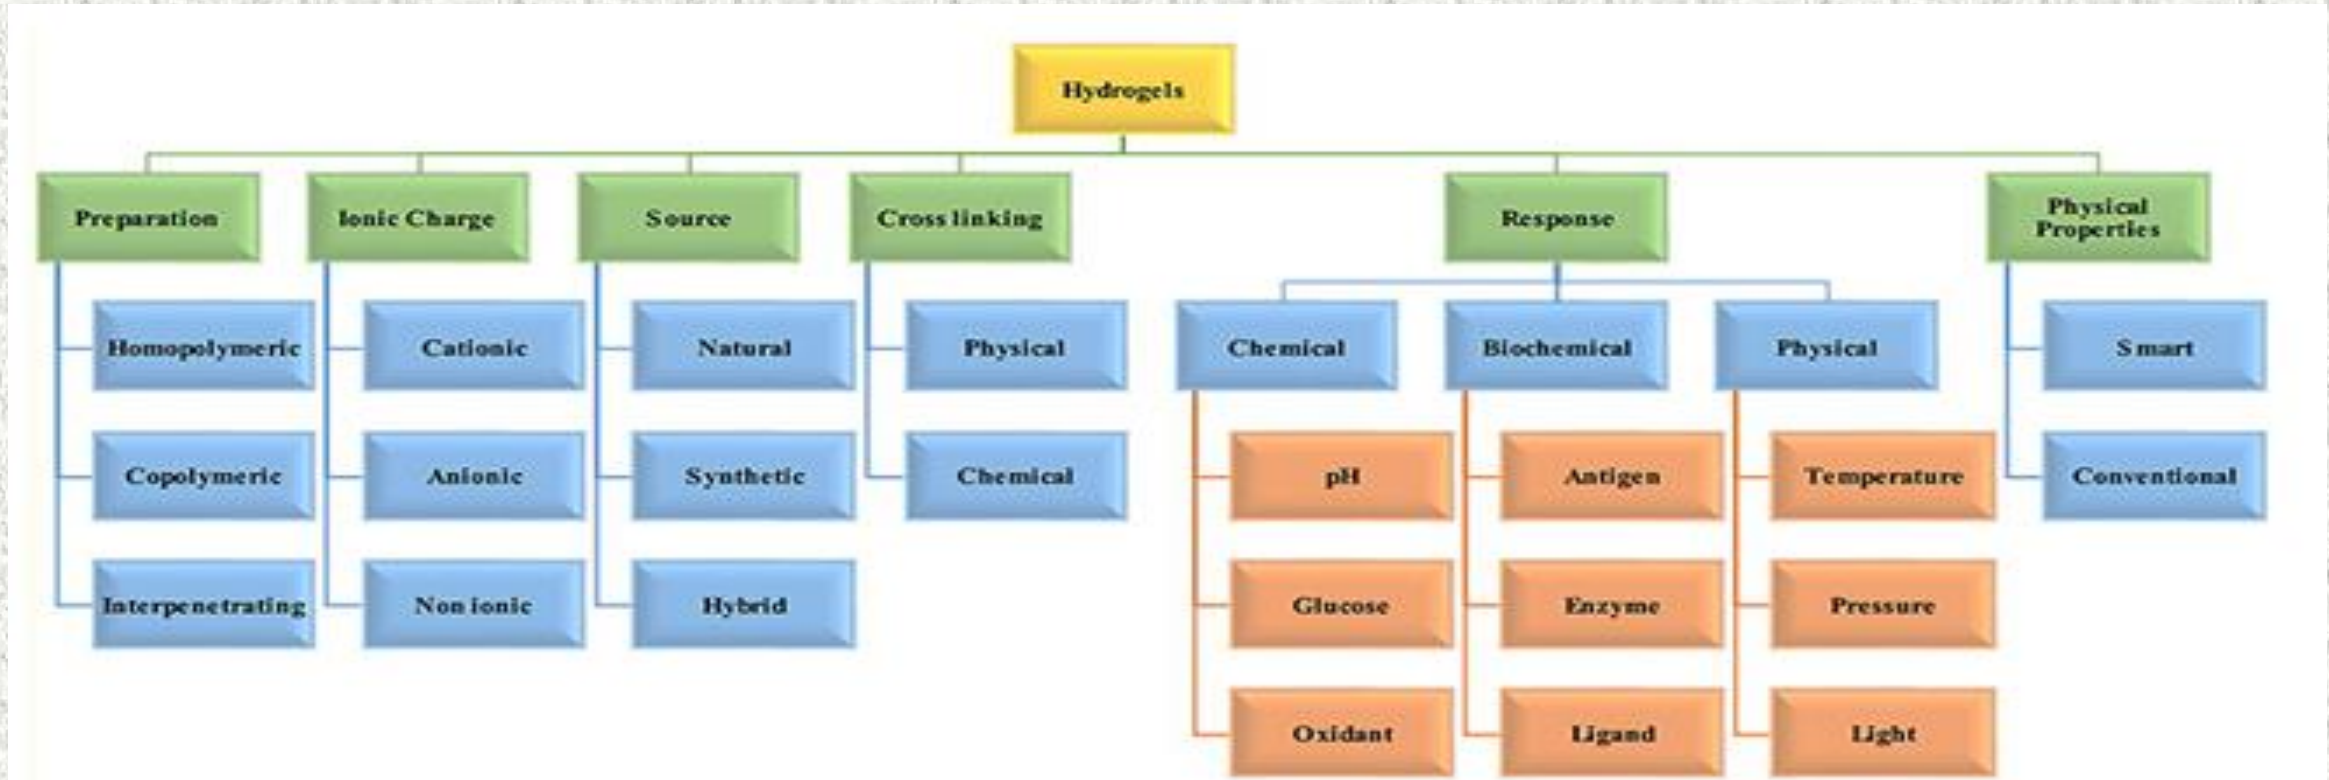 Hydrogels
Preparation
Ionic Charge
Source
Cross linking
Response
Physical
Properties
Homopolymeric
Cationic
Natural
Physical
Chemical
Biochemical
Physical
Smart
Copolymeric
Anionic
Synthetic
Chemical
pH
Antigen
Temperature
Conventional
Interpenetrating
Non ionic
Hybrid
Glucose
Enzyme
Pressure
Oxidant
Ligand
Light